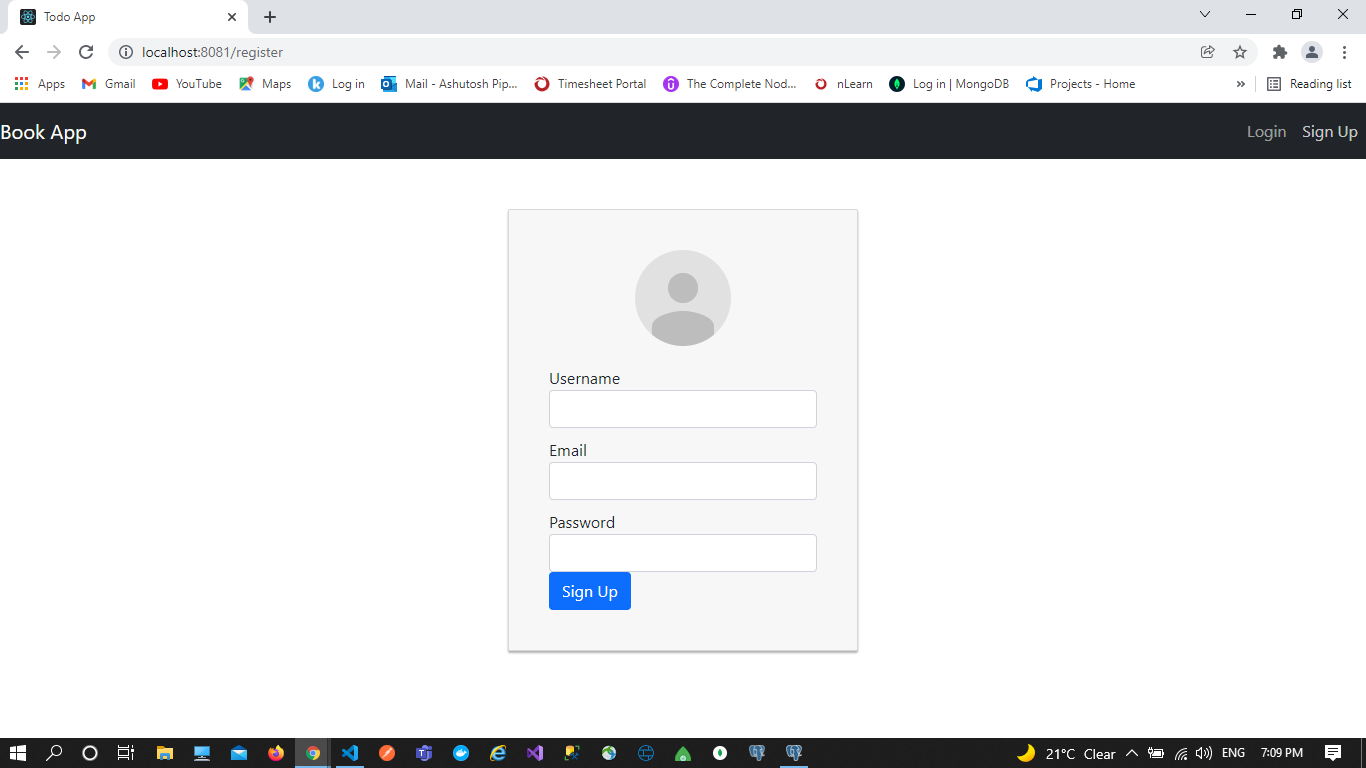 Todo App
localhost:8081/register
Apps Gmail YouTube Maps Log in Mail - Ashutosh Pip... Timesheet Portal The Complete Nod... nLearn Log in | MongoDB Projects - Home » Reading list
Book App Login Sign Up
Username
Email
Password
Sign Up
21°C Clear ENG 7:09 PM